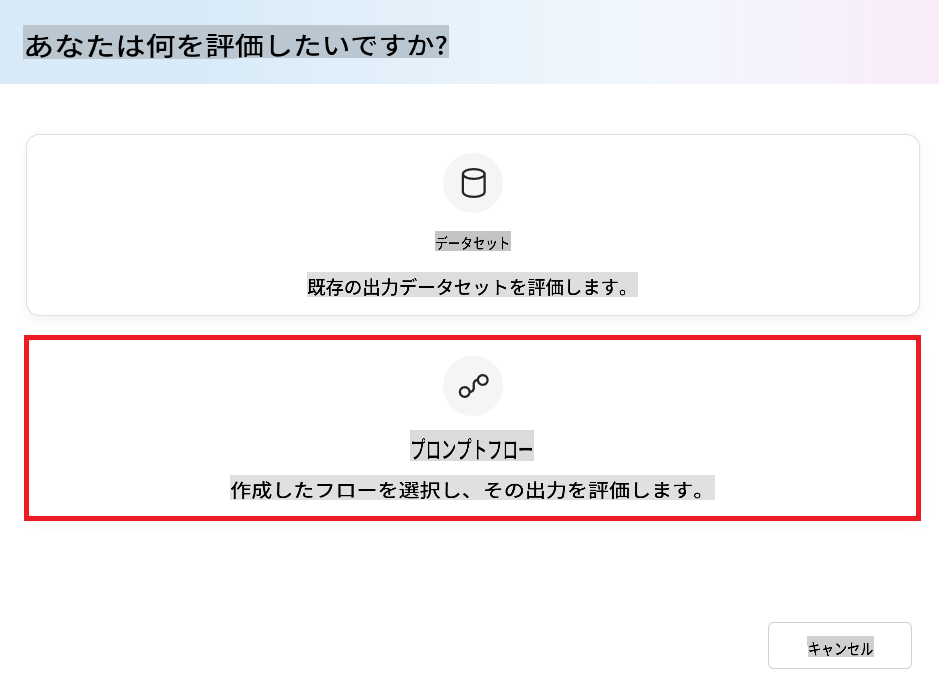 あなたは何を評価したいですか?
データセット
既存の出力データセットを評価します。
プロンプトフロー
作成したフローを選択し、その出力を評価します。
キャンセル